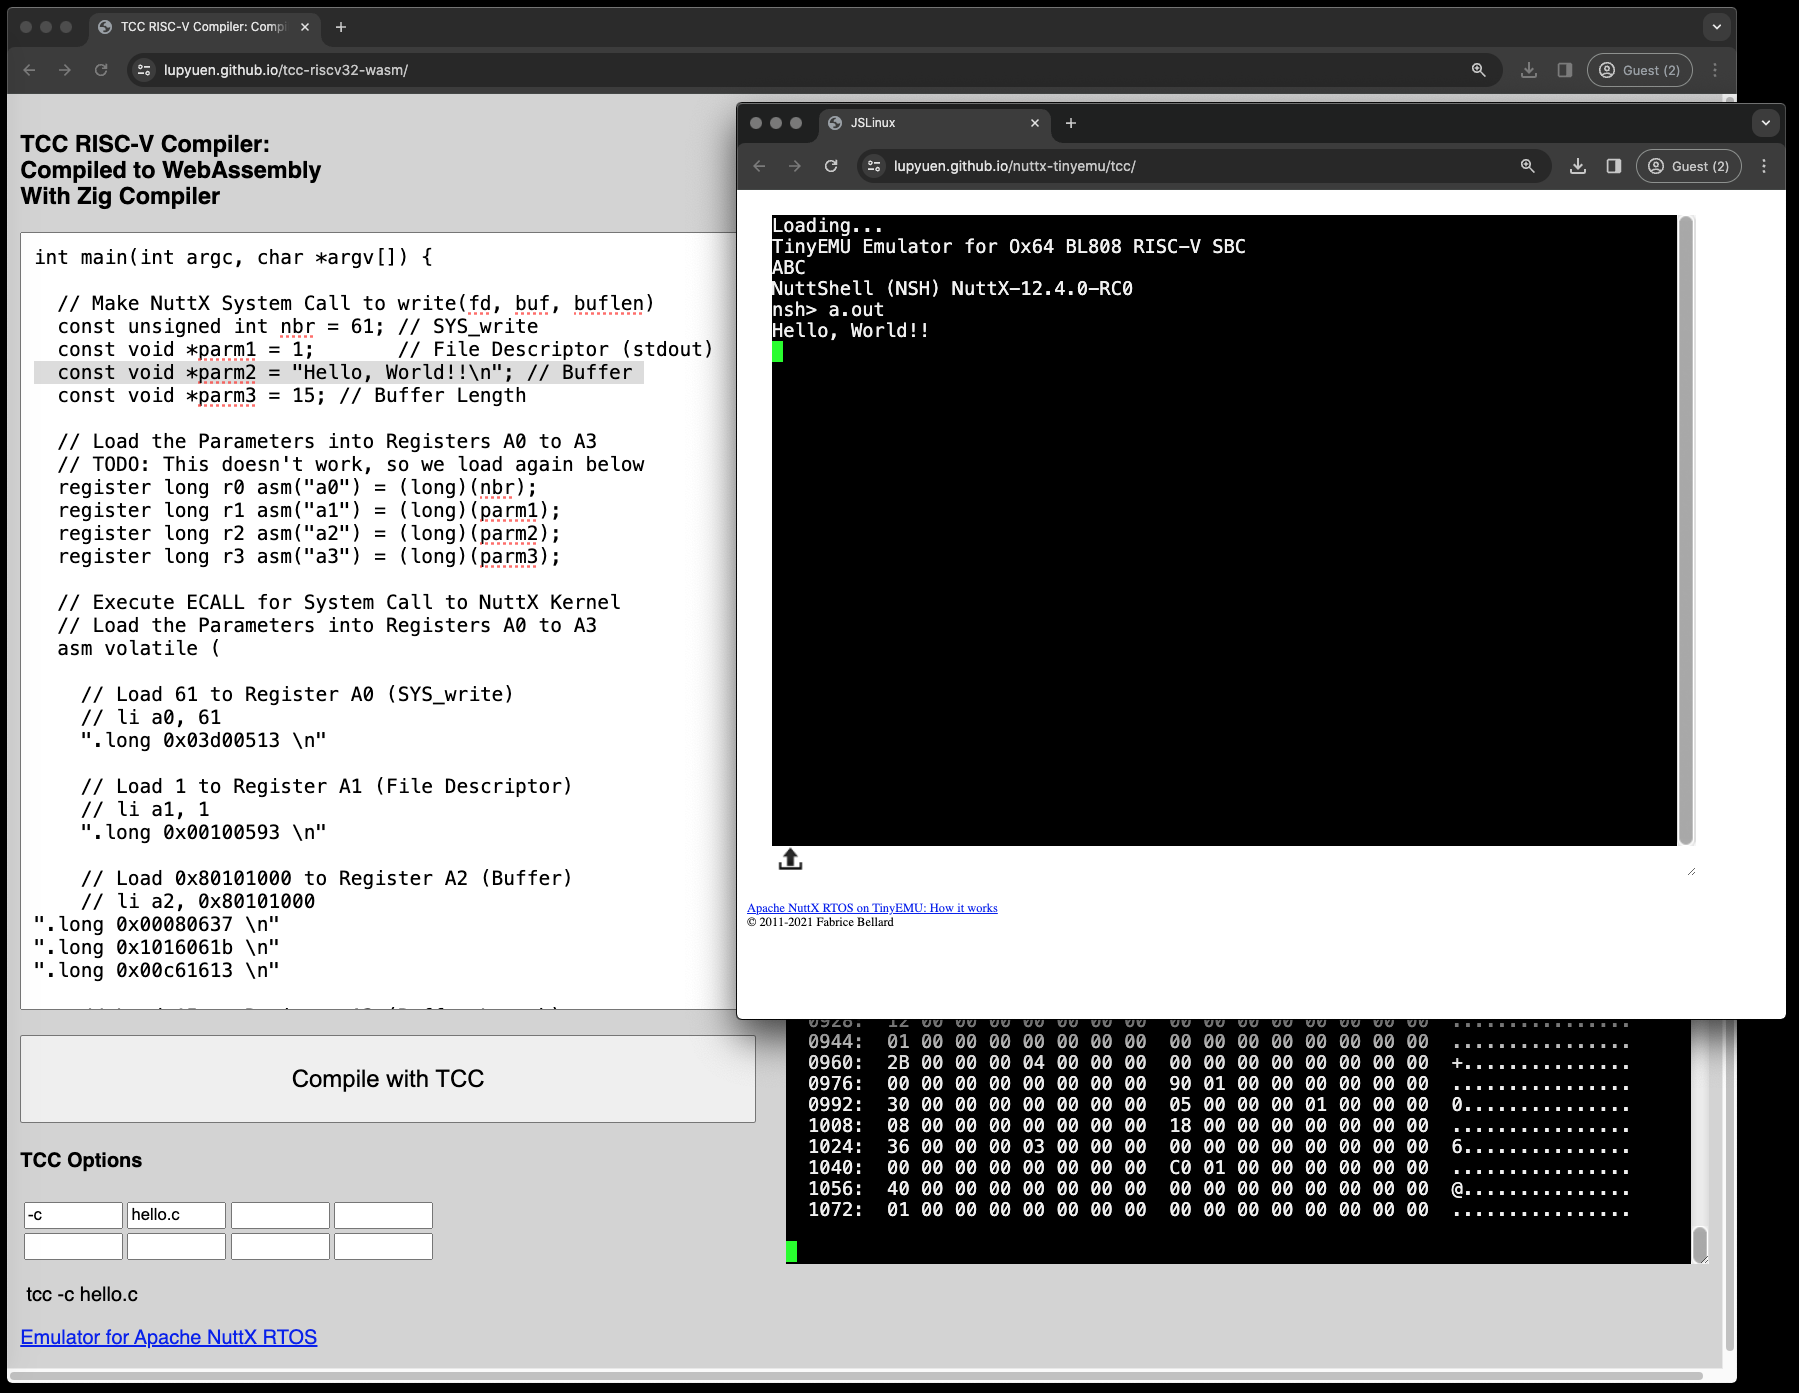 TCC RISC-V Compiler: Compi
lupyuen.github.io/tcc-riscv32-wasm/
Guest (2)
TCC RISC-V Compiler:
Compiled to WebAssembly
With Zig Compiler
int main(int argc, char *argv[]) {
// Make NuttX System Call to write(fd, buf, buflen)
const unsigned int nbr = 61; // SYS_write
const void *parm1 = 1;       // File Descriptor (stdout)
const void *parm2 = "Hello, World!!\n"; // Buffer
const void *parm3 = 15; // Buffer Length
// Load the Parameters into Registers A0 to A3
// TODO: This doesn't work, so we load again below
register long r0 asm("a0") = (long)(nbr);
register long r1 asm("a1") = (long)(parm1);
register long r2 asm("a2") = (long)(parm2);
register long r3 asm("a3") = (long)(parm3);
// Execute ECALL for System Call to NuttX Kernel
// Load the Parameters into Registers A0 to A3
asm volatile (
// Load 61 to Register A0 (SYS_write)
// li a0, 61
".long 0x03d00513 \n"
// Load 1 to Register A1 (File Descriptor)
// li a1, 1
".long 0x00100593 \n"
// Load 0x80101000 to Register A2 (Buffer)
// li a2, 0x80101000
".long 0x00080637 \n"
".long 0x1016061b \n"
".long 0x00c61613 \n"
Compile with TCC
TCC Options
-c hello.c
tcc -c hello.c
Emulator for Apache NuttX RTOS
JSLinux
lupyuen.github.io/nuttx-tinyemu/tcc/
Guest (2)
Loading...
TinyEMU Emulator for Ox64 BL808 RISC-V SBC
ABC
NuttShell (NSH) NuttX-12.4.0-RC0
nsh> a.out
Hello, World!!
Apache NuttX RTOS on TinyEMU: How it works
© 2011-2021 Fabrice Bellard
0928: 12 00 00 00 00 00 00 00 00 00 00 00 00 00 00 00 ................
0944: 01 00 00 00 00 00 00 00 00 00 00 00 00 00 00 00 ................
0960: 2B 00 00 00 04 00 00 00 00 00 00 00 00 00 00 00 +...............
0976: 00 00 00 00 00 00 00 00 90 01 00 00 00 00 00 00 ................
0992: 30 00 00 00 00 00 00 00 05 00 00 00 01 00 00 00 0...............
1008: 08 00 00 00 00 00 00 00 18 00 00 00 00 00 00 00 ................
1024: 36 00 00 00 03 00 00 00 00 00 00 00 00 00 00 00 6...............
1040: 00 00 00 00 00 00 00 00 C0 01 00 00 00 00 00 00 ................
1056: 40 00 00 00 00 00 00 00 00 00 00 00 00 00 00 00 @...............
1072: 01 00 00 00 00 00 00 00 00 00 00 00 00 00 00 00 ................